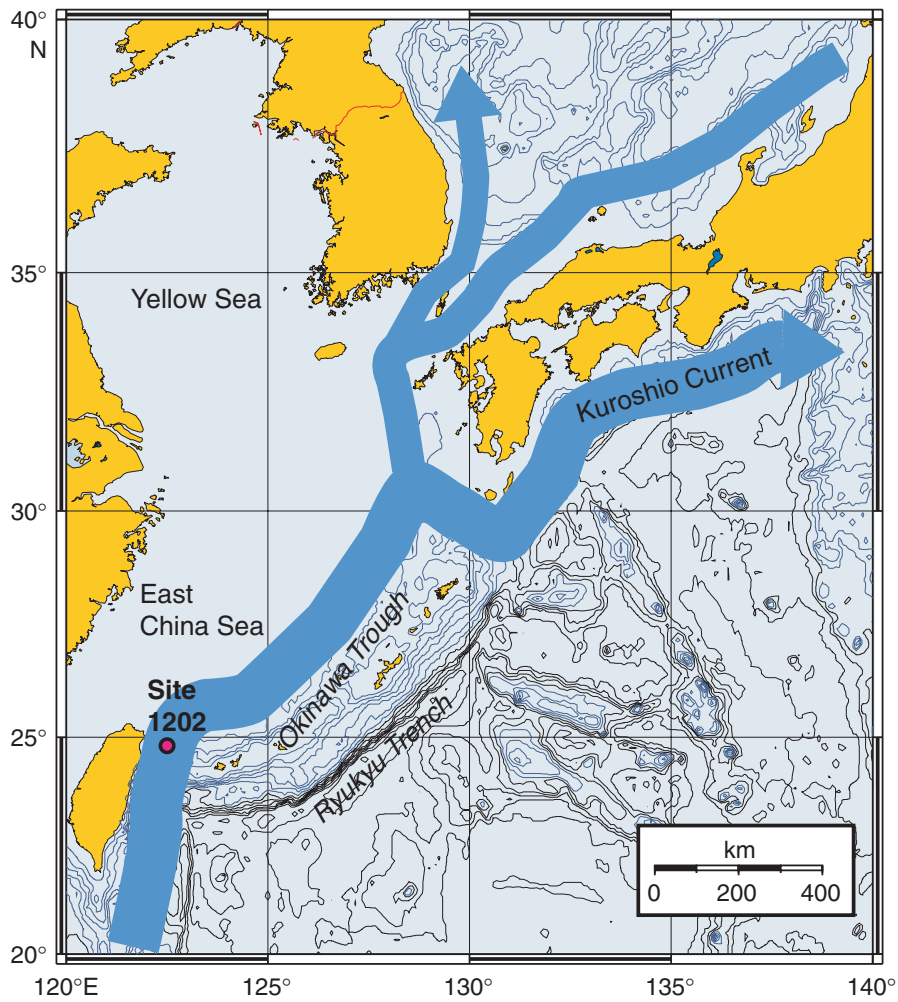 40°
N
35°
Yellow Sea
Kuroshio Current
30°
East
China Sea
Okinawa Trough
Site
1202
25°
Ryukyu Trench
km
0 200 400
20°
120°E 125° 130° 135° 140°